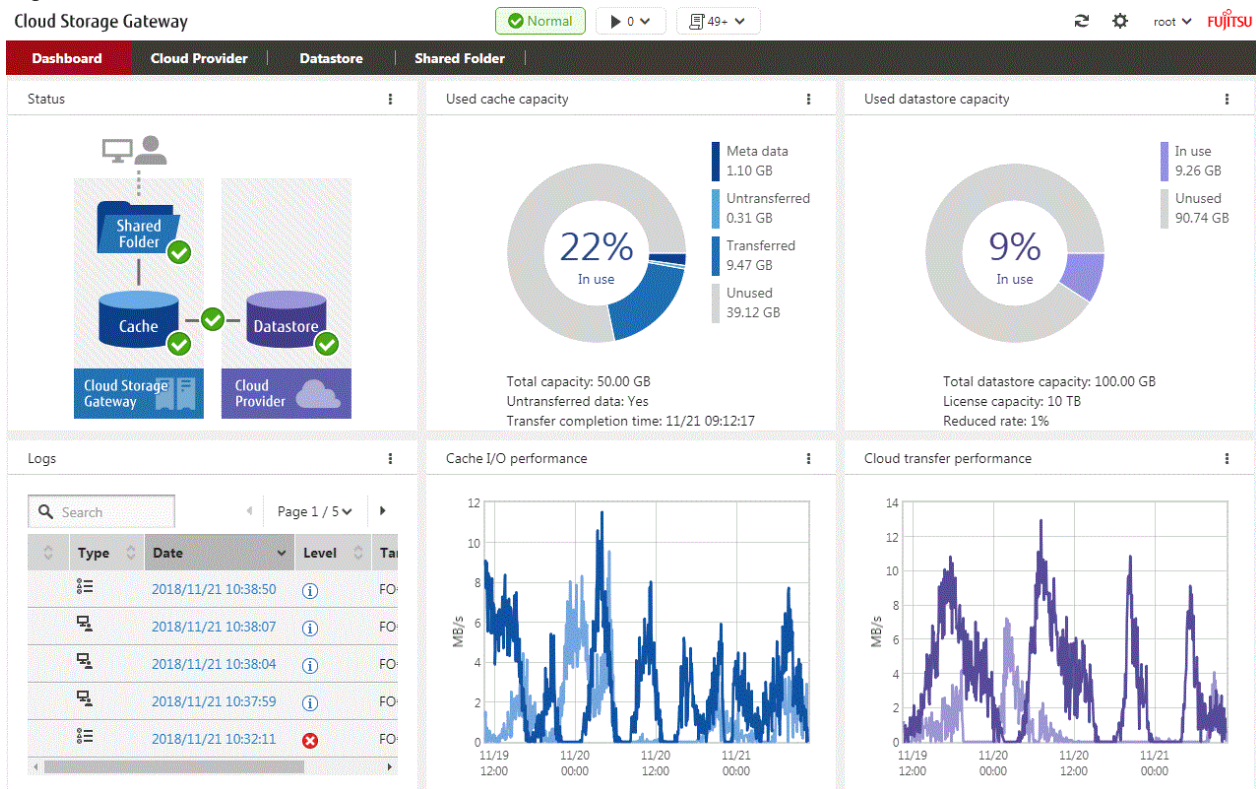 Cloud Storage Gateway
Normal
0
49+
root
FUJITSU
Dashboard
Cloud Provider
Datastore
Shared Folder
Status
Shared
Folder
Cache
Datastore
Cloud Storage
Gateway
Cloud
Provider
Used cache capacity
22%
In use
Meta data
1.10 GB
Untransferred
0.31 GB
Transferred
9.47 GB
Unused
39.12 GB
Total capacity: 50.00 GB
Untransferred data: Yes
Transfer completion time: 11/21 09:12:17
Used datastore capacity
9%
In use
In use
9.26 GB
Unused
90.74 GB
Total datastore capacity: 100.00 GB
License capacity: 10 TB
Reduced rate: 1%
Logs
Search
Page 1 / 5
Type Date Level
2018/11/21 10:38:50 FO
2018/11/21 10:38:07 FO
2018/11/21 10:38:04 FO
2018/11/21 10:37:59 FO
2018/11/21 10:32:11 FO
Cache I/O performance
MB/s
12
10
8
6
4
2
0
11/19 11/20 11/20 11/21
12:00 00:00 12:00 00:00
Cloud transfer performance
MB/s
14
12
10
8
6
4
2
0
11/19 11/20 11/20 11/21
12:00 00:00 12:00 00:00